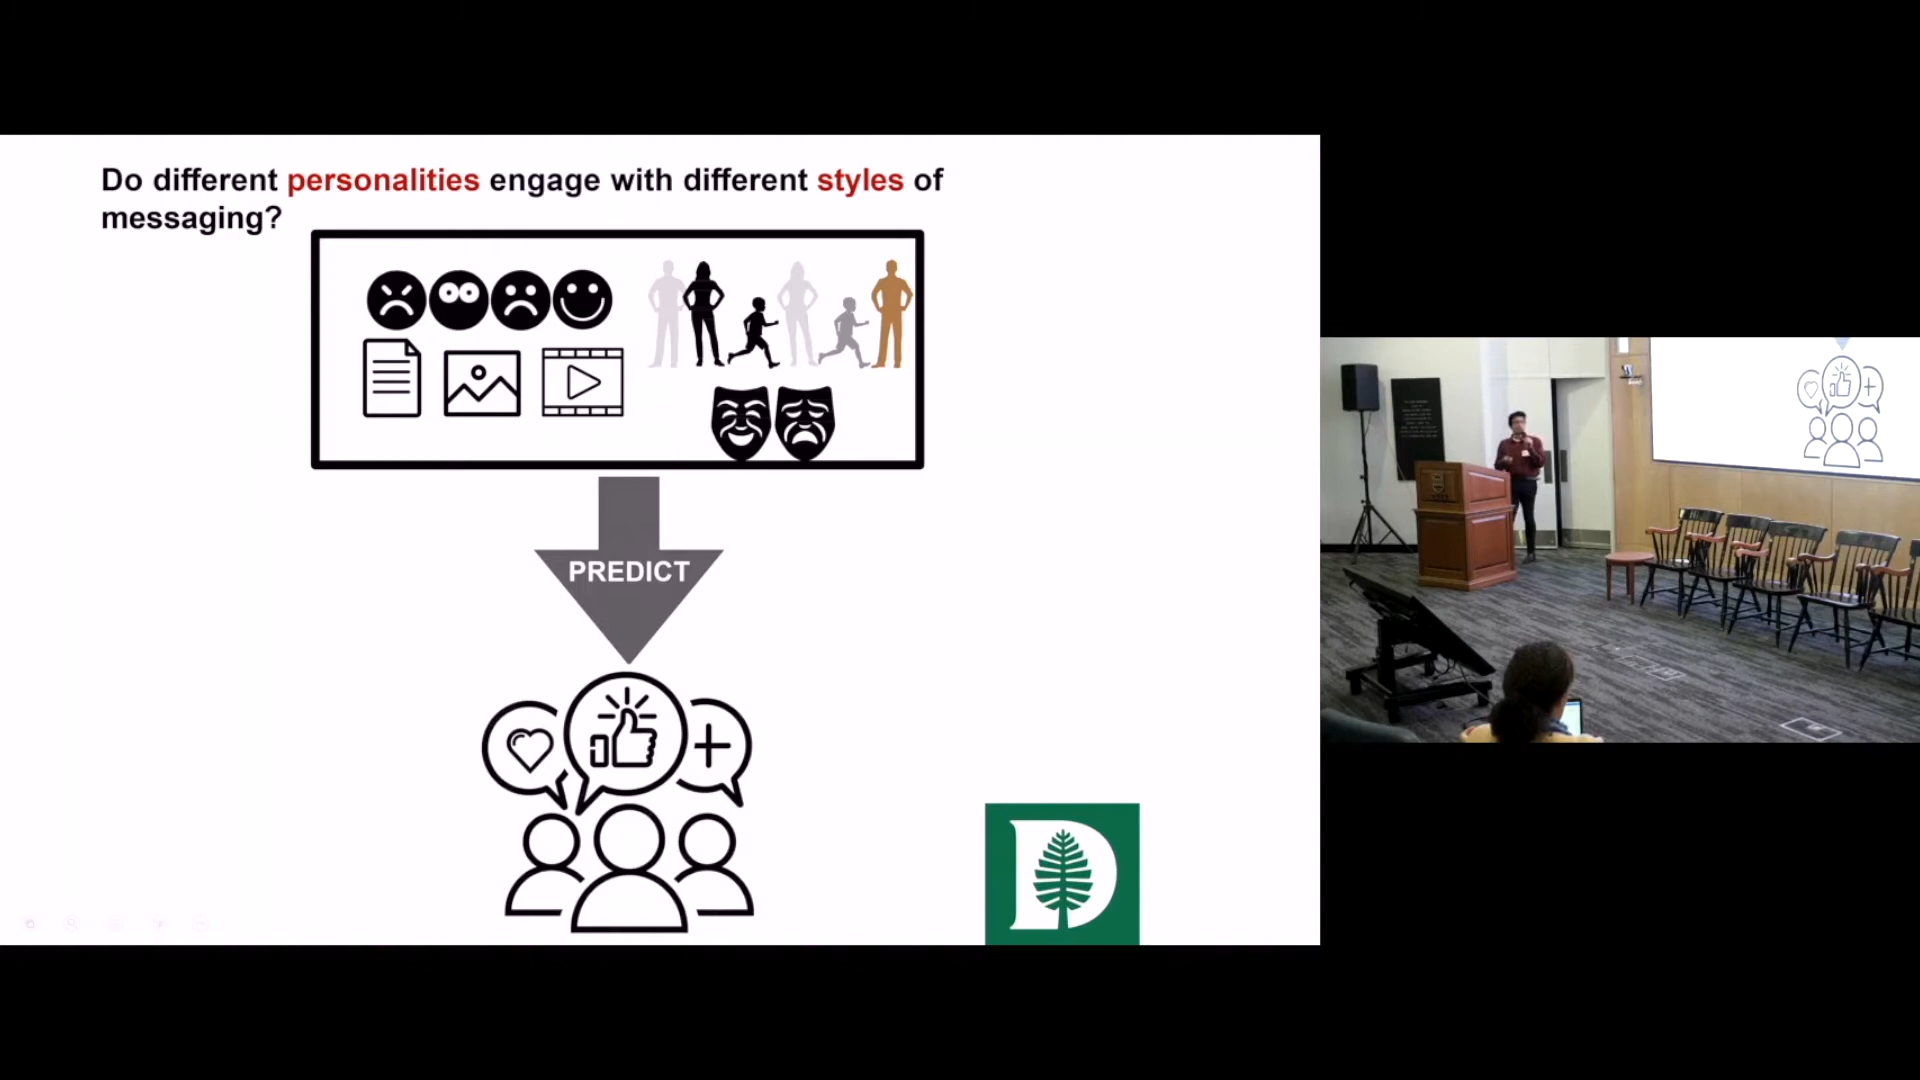 Do different personalities engage with different styles of
messaging?
PREDICT
D